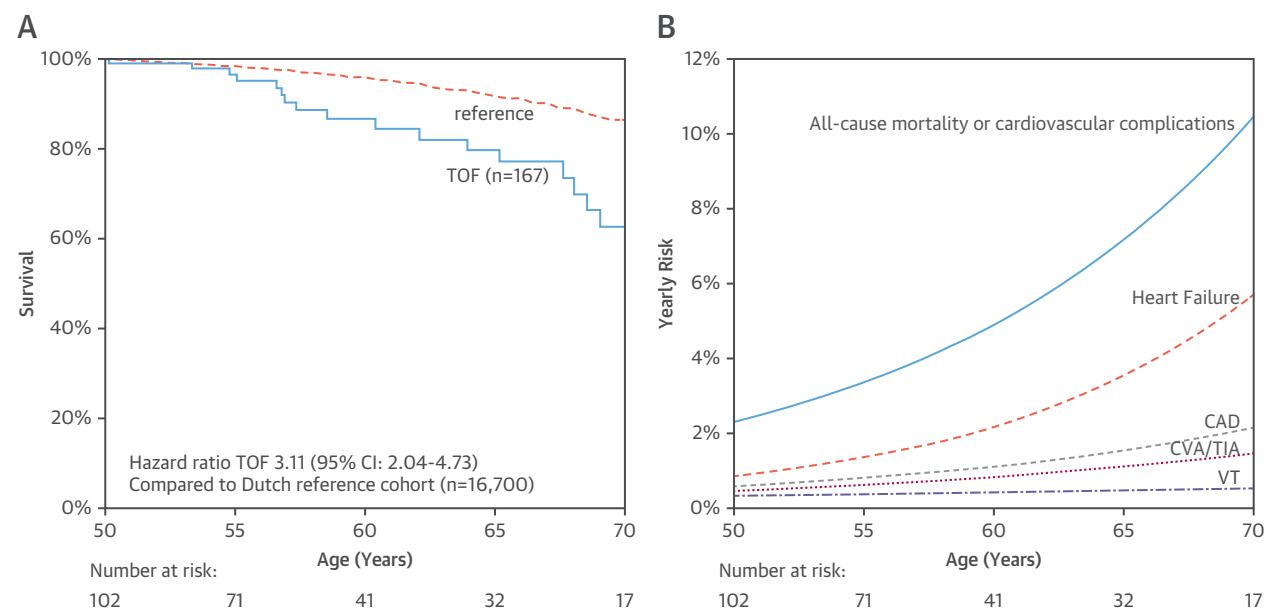 A
100%
80%
60%
40%
20%
0%
Survival
reference
TOF (n=167)
Hazard ratio TOF 3.11 (95% CI: 2.04-4.73)
Compared to Dutch reference cohort (n=16,700)
50 55 60 65 70
Age (Years)
Number at risk:
102 71 41 32 17
B
12%
10%
8%
6%
4%
2%
0%
Yearly Risk
All-cause mortality or cardiovascular complications
Heart Failure
CAD
CVA/TIA
VT
50 55 60 65 70
Age (Years)
Number at risk:
102 71 41 32 17